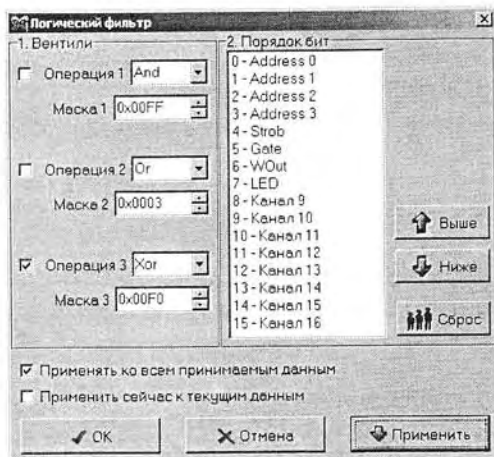 Логический фильтр
1. Вентили
Операция 1 And
Маска 1 0x00FF
Операция 2 Or
Маска 2 0x0003
Операция 3 Xor
Маска 3 0x00F0
2. Порядок бит
0 - Address 0
1 - Address 1
2 - Address 2
3 - Address 3
4 - Strob
5 - Gate
6 - WOut
7 - LED
8 - Канал 9
9 - Канал 10
10 - Канал 11
11 - Канал 12
12 - Канал 13
13 - Канал 14
14 - Канал 15
15 - Канал 16
Выше
Ниже
Сброс
Применять ко всем принимаемым данным
Применить сейчас к текущим данным
OK
Отмена
Применить